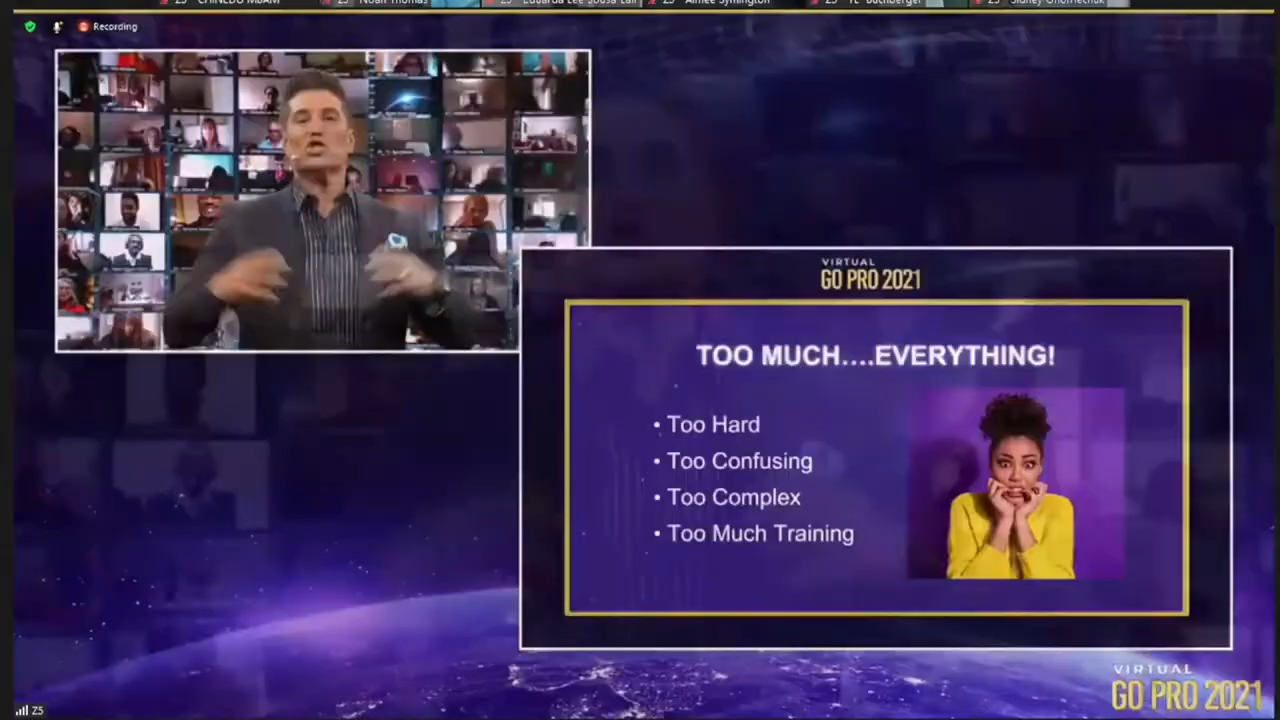 Recording
VIRTUAL
GO PRO 2021
TOO MUCH....EVERYTHING!
• Too Hard
• Too Confusing
• Too Complex
• Too Much Training
VIRTUAL
GO PRO 2021
Z5